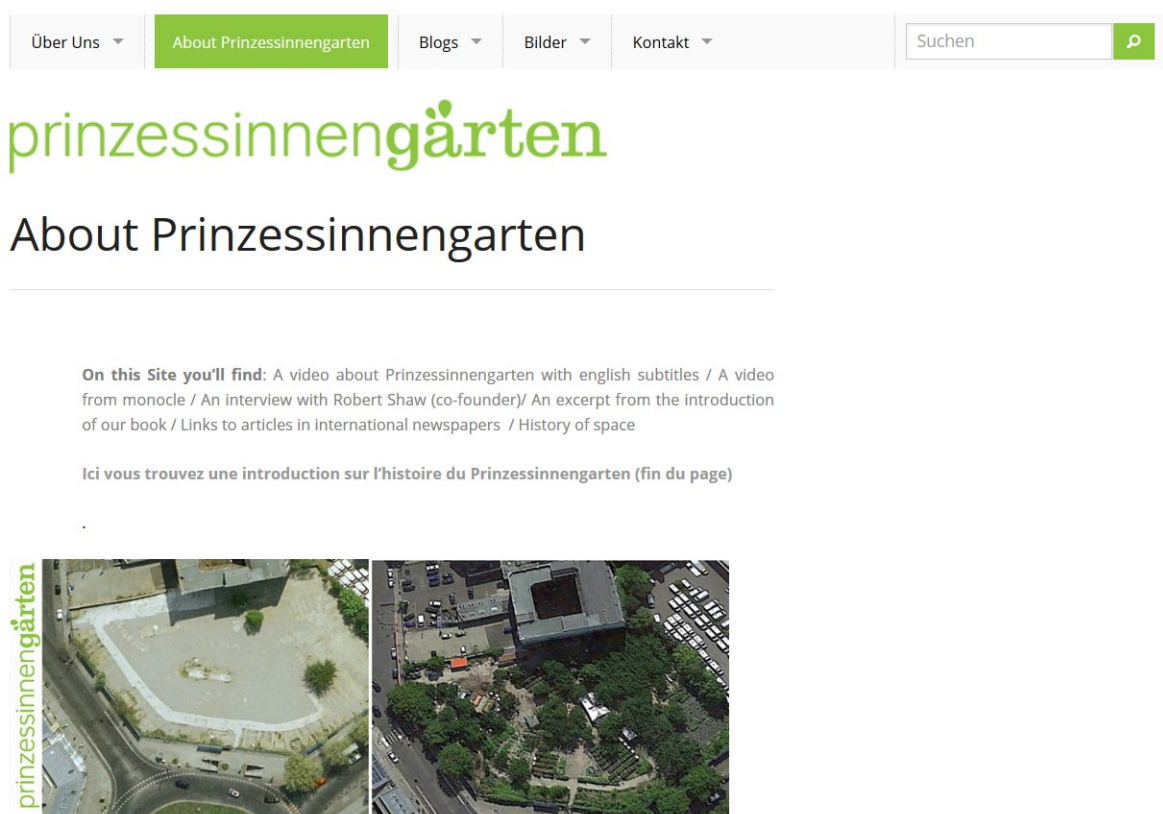 Über Uns
About Prinzessinnengarten
Blogs
Bilder
Kontakt
Suchen
prinzessinnengärten
About Prinzessinnengarten
On this Site you'll find: A video about Prinzessinnengarten with english subtitles / A video
from monocle / An interview with Robert Shaw (co-founder)/ An excerpt from the introduction
of our book / Links to articles in international newspapers / History of space
Ici vous trouvez une introduction sur l'histoire du Prinzessinnengarten (fin du page)
.
prinzessinnengärten